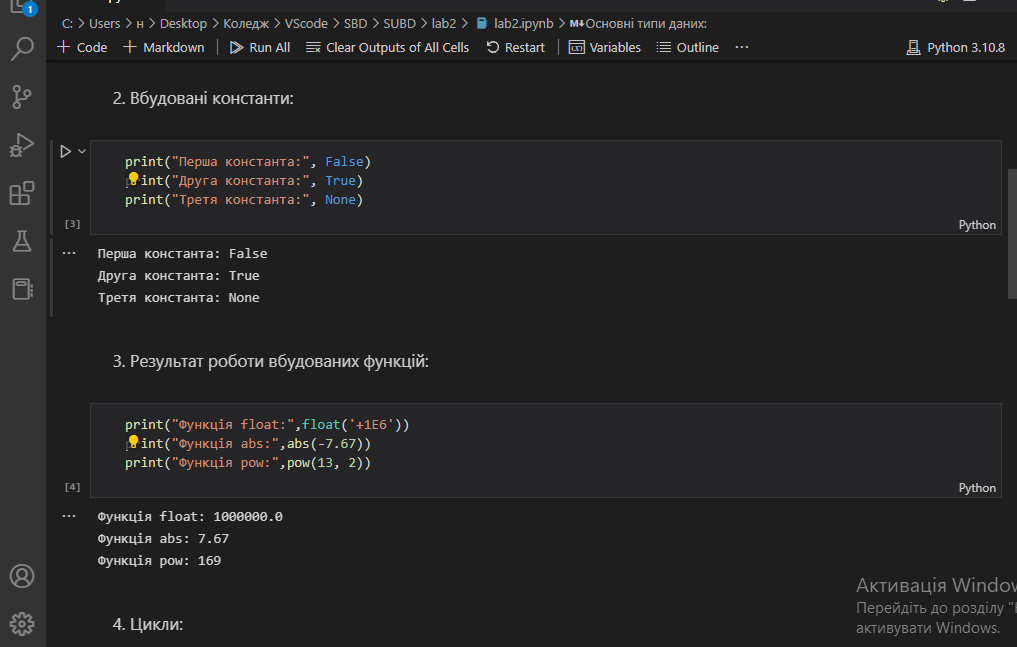 1
C: > Users > н > Desktop > Коледж > VScode > SBD > SUBD > lab2 > lab2.ipynb > M↓Основні типи даних:
+ Code + Markdown | Run All Clear Outputs of All Cells Restart | Variables Outline ··· Python 3.10.8
2. Вбудовані константи:
print("Перша константа:", False)
int("Друга константа:", True)
print("Третя константа:", None)
[3] Python
··· Перша константа: False
Друга константа: True
Третя константа: None
3. Результат роботи вбудованих функцій:
print("Функція float:",float('+1E6'))
int("Функція abs:",abs(-7.67))
print("Функція pow:",pow(13, 2))
[4] Python
··· Функція float: 1000000.0
Функція abs: 7.67
Функція pow: 169
4. Цикли:
Активація Window
Перейдіть до розділу "
активувати Windows.